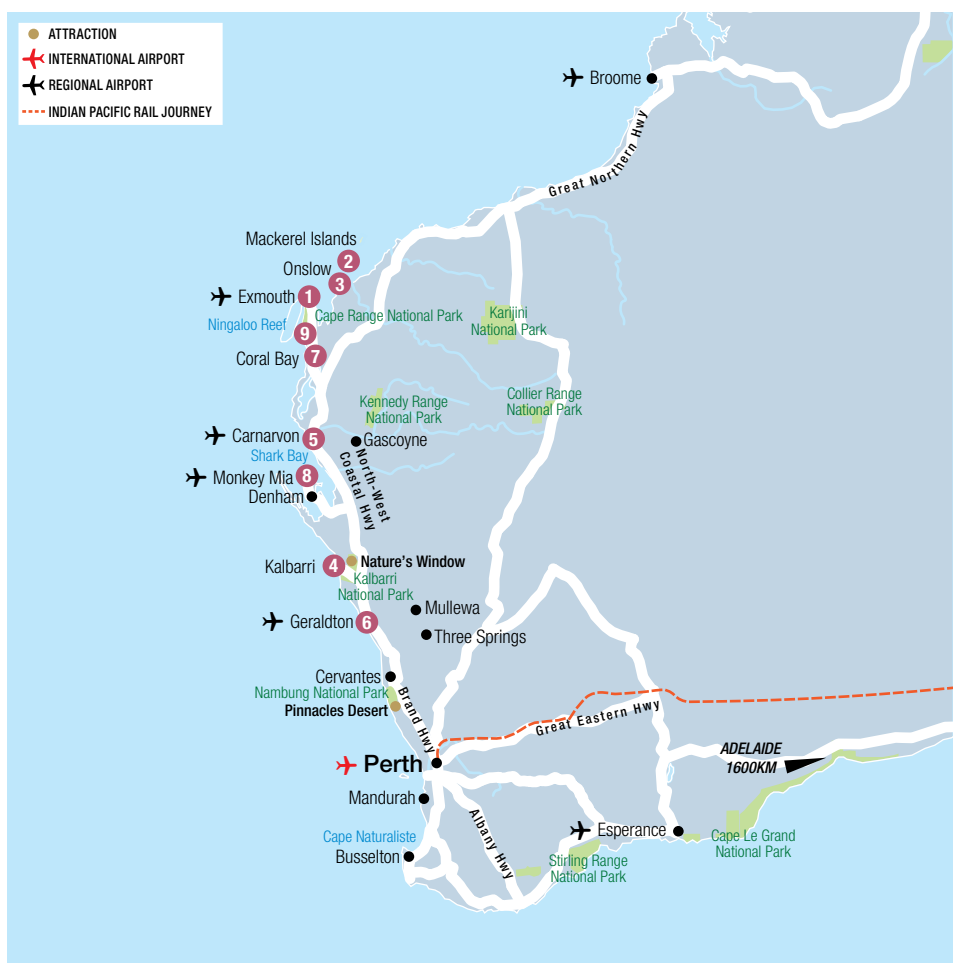 ATTRACTION
INTERNATIONAL AIRPORT
REGIONAL AIRPORT
INDIAN PACIFIC RAIL JOURNEY
Broome
Great Northern Hwy
Mackerel Islands
2
Onslow
3
Exmouth
1
Cape Range National Park
Karijini
National Park
Ningaloo Reef
9
Coral Bay
7
Kennedy Range
National Park
Collier Range
National Park
Carnarvon
5
Gascoyne
Shark Bay
North-West
Coastal Hwy
Monkey Mia
8
Denham
Kalbarri
4
Nature's Window
Kalbarri
National Park
Mullewa
Geraldton
6
Three Springs
Cervantes
Nambung National Park
Pinnacles Desert
Brand Hwy
Great Eastern Hwy
Perth
ADELAIDE
1600KM
Mandurah
Albany Hwy
Cape Naturaliste
Busselton
Esperance
Cape Le Grand
National Park
Stirling Range
National Park